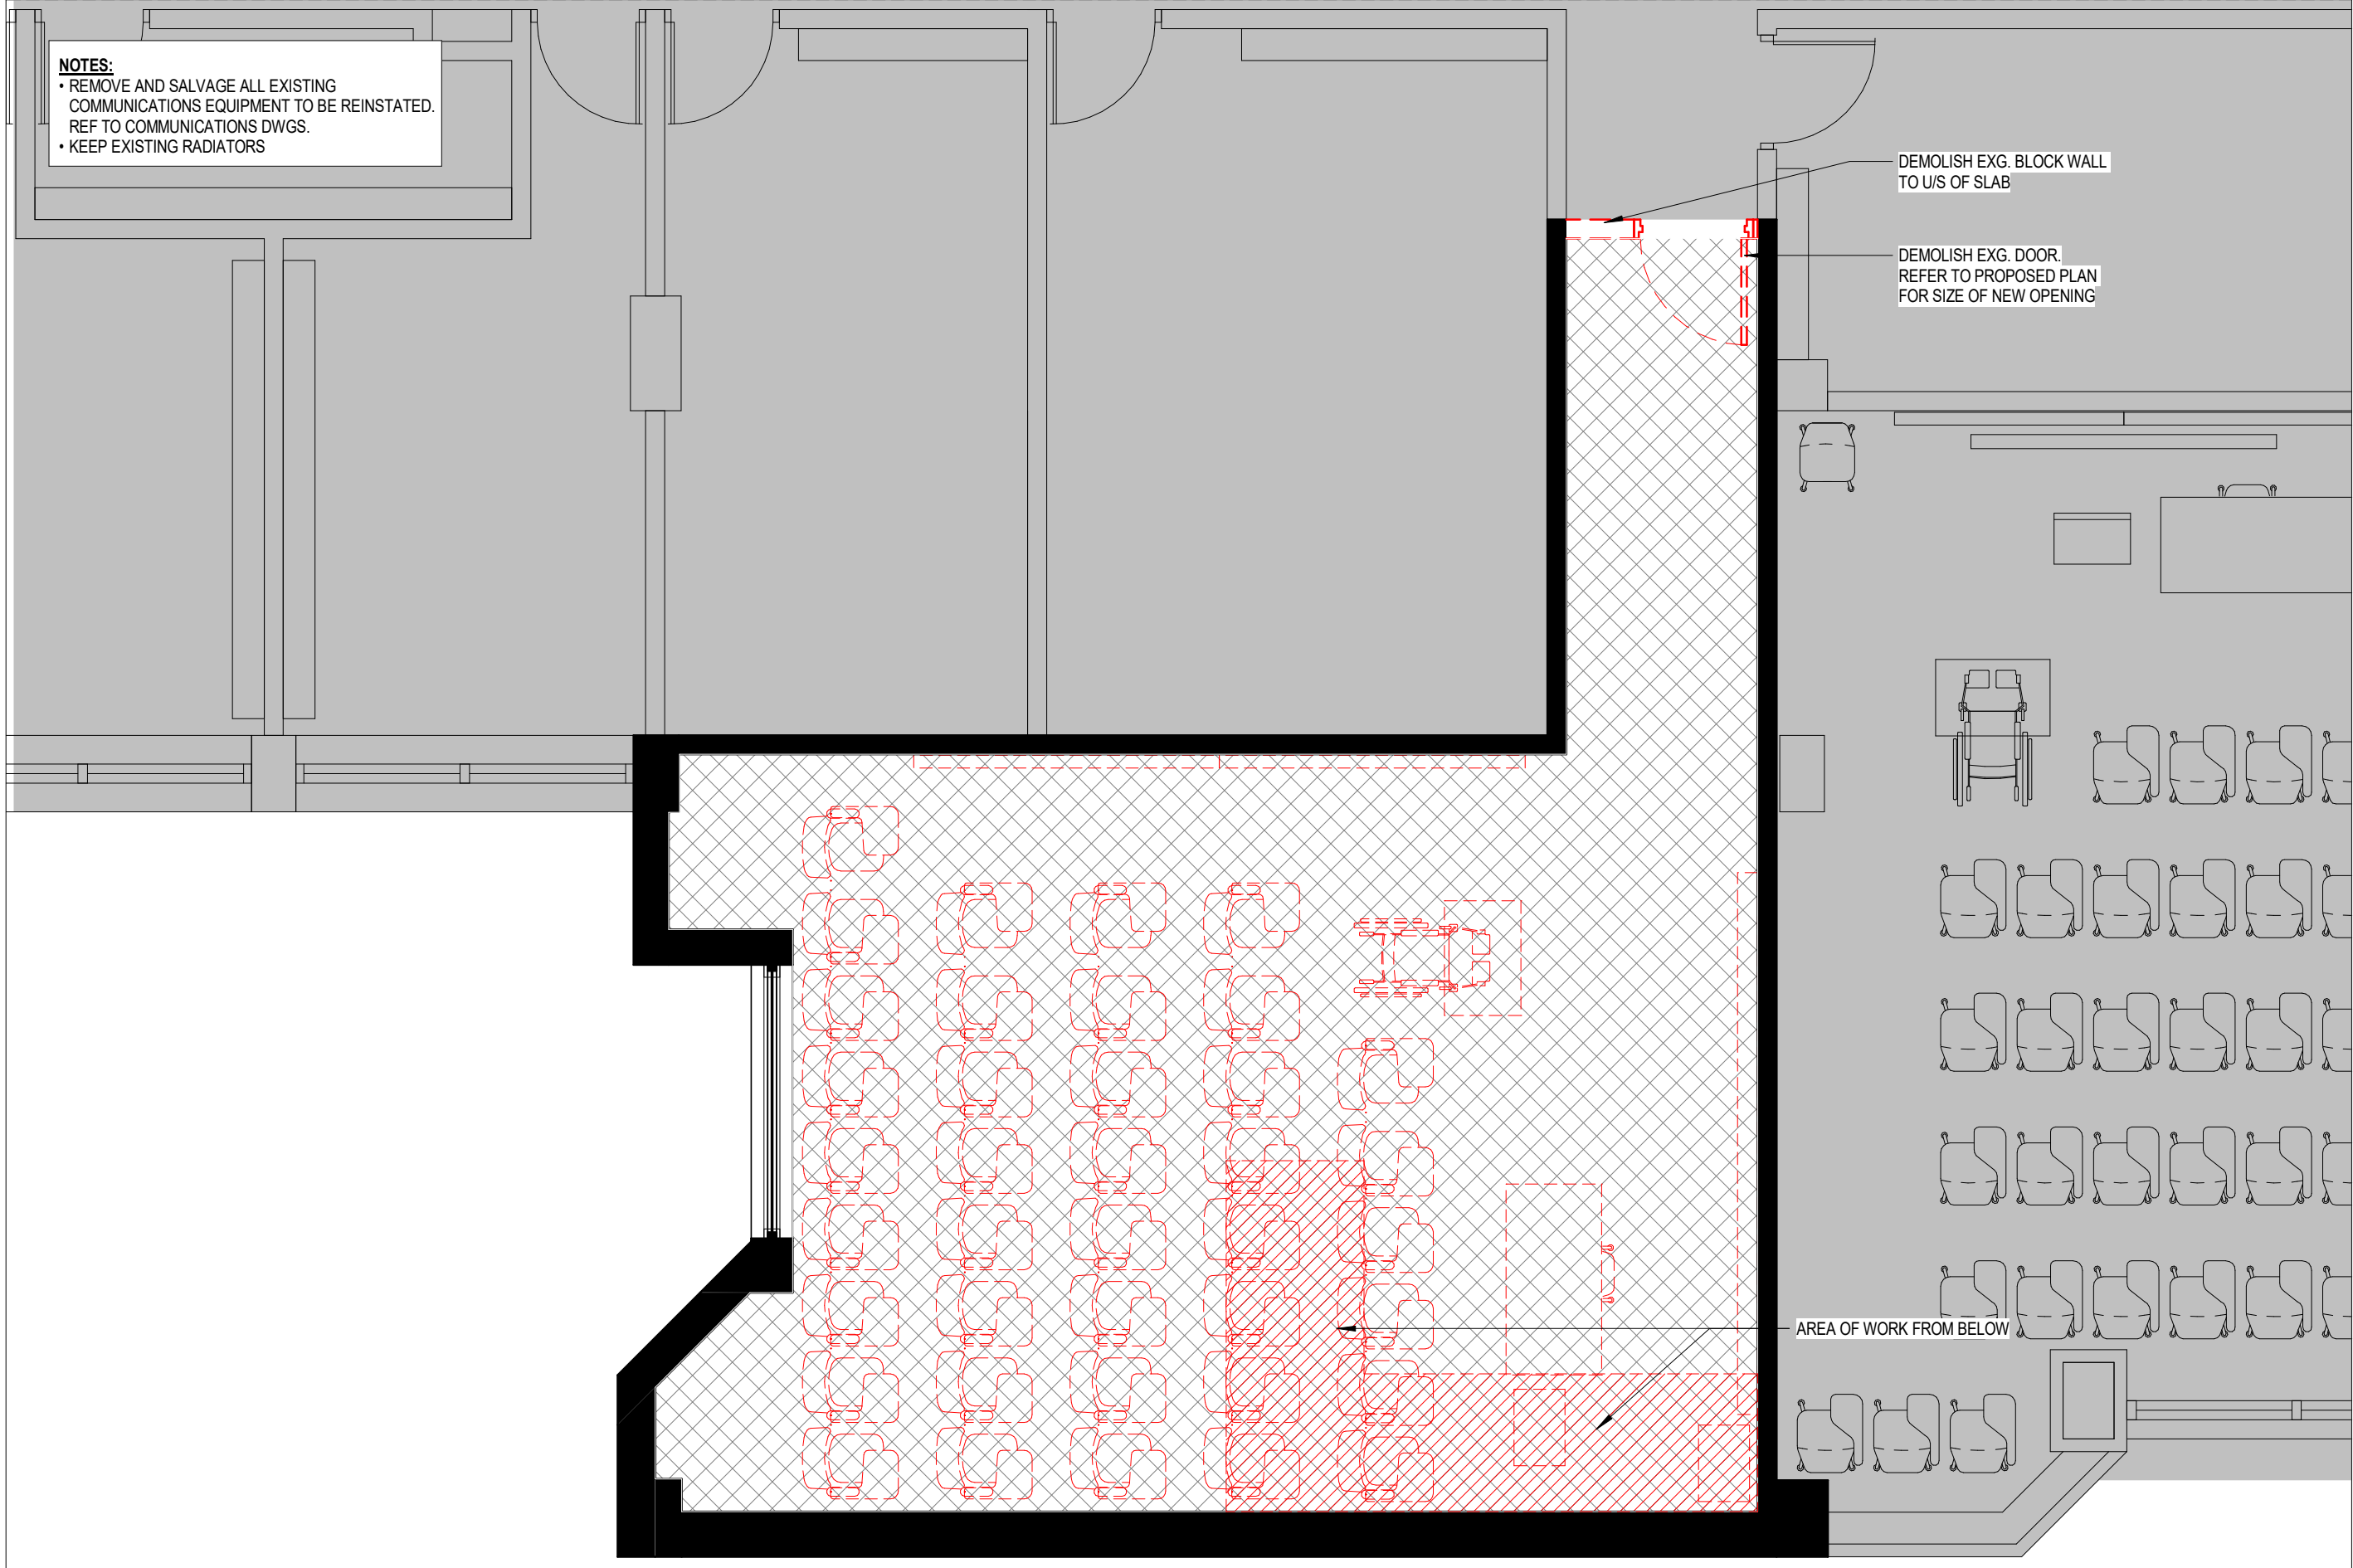 NOTES:
• REMOVE AND SALVAGE ALL EXISTING
COMMUNICATIONS EQUIPMENT TO BE REINSTATED.
REF TO COMMUNICATIONS DWGS.
• KEEP EXISTING RADIATORS
DEMOLISH EXG. BLOCK WALL
TO U/S OF SLAB
DEMOLISH EXG. DOOR.
REFER TO PROPOSED PLAN
FOR SIZE OF NEW OPENING
AREA OF WORK FROM BELOW